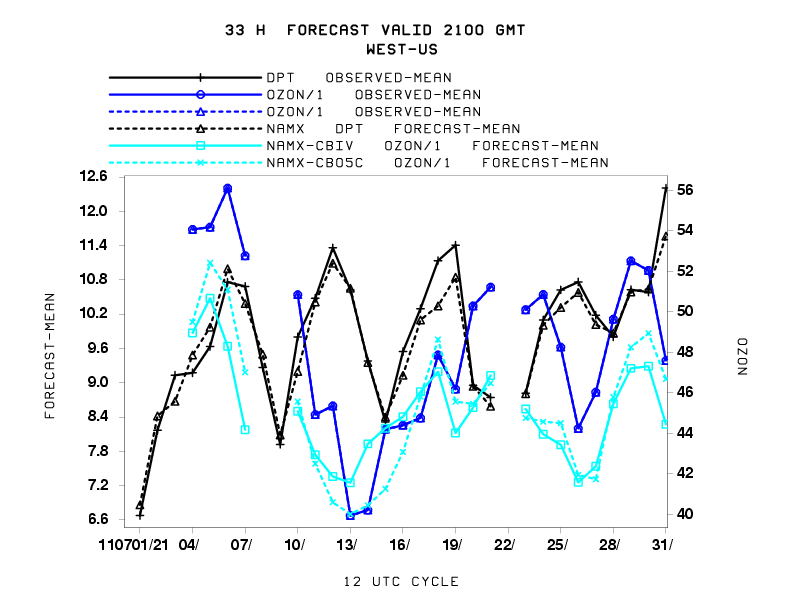 33 H  FORECAST VALID 2100 GMT
WEST-US
DPT   OBSERVED-MEAN
OZON/1   OBSERVED-MEAN
OZON/1   OBSERVED-MEAN
NAMX   DPT   FORECAST-MEAN
NAMX-CBIV   OZON/1   FORECAST-MEAN
NAMX-CB05C   OZON/1   FORECAST-MEAN
12.6
12.0
11.4
10.8
10.2
9.6
9.0
8.4
7.8
7.2
6.6
FORECAST-MEAN
56
54
52
50
48
46
44
42
40
OZON
110701/21 04/ 07/ 10/ 13/ 16/ 19/ 22/ 25/ 28/ 31/
12 UTC CYCLE